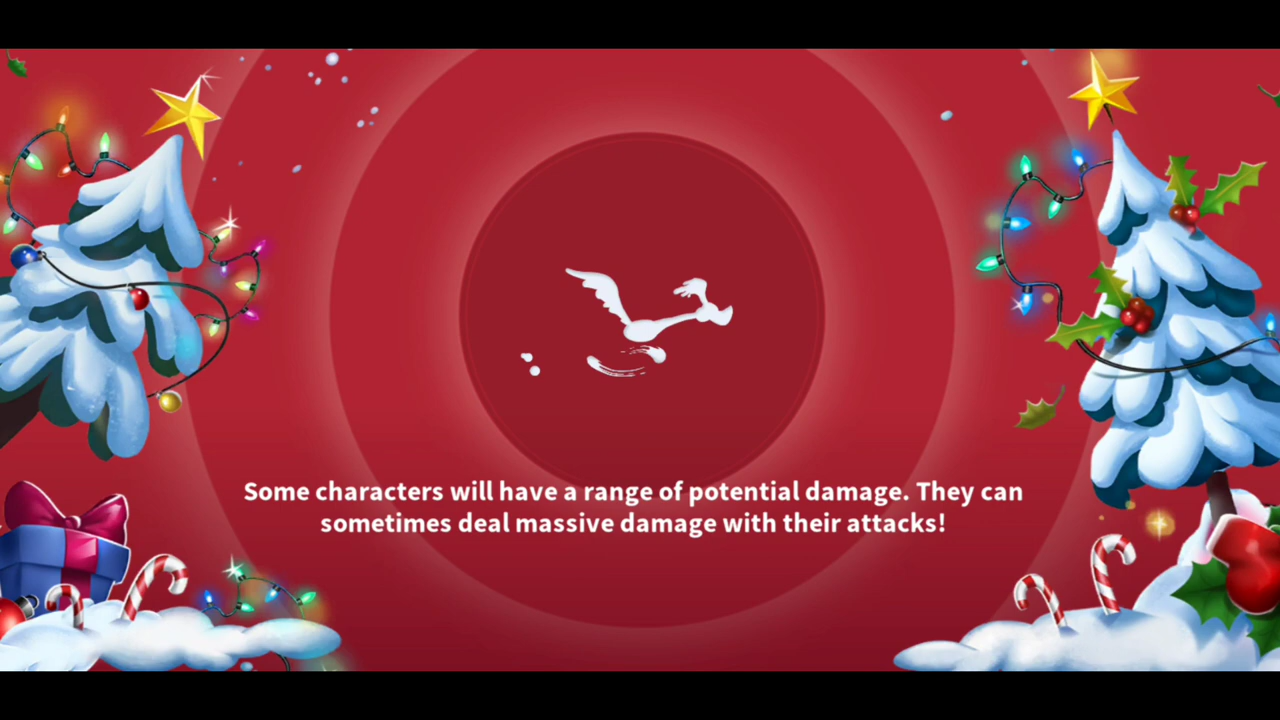 Some characters will have a range of potential damage. They can
sometimes deal massive damage with their attacks!